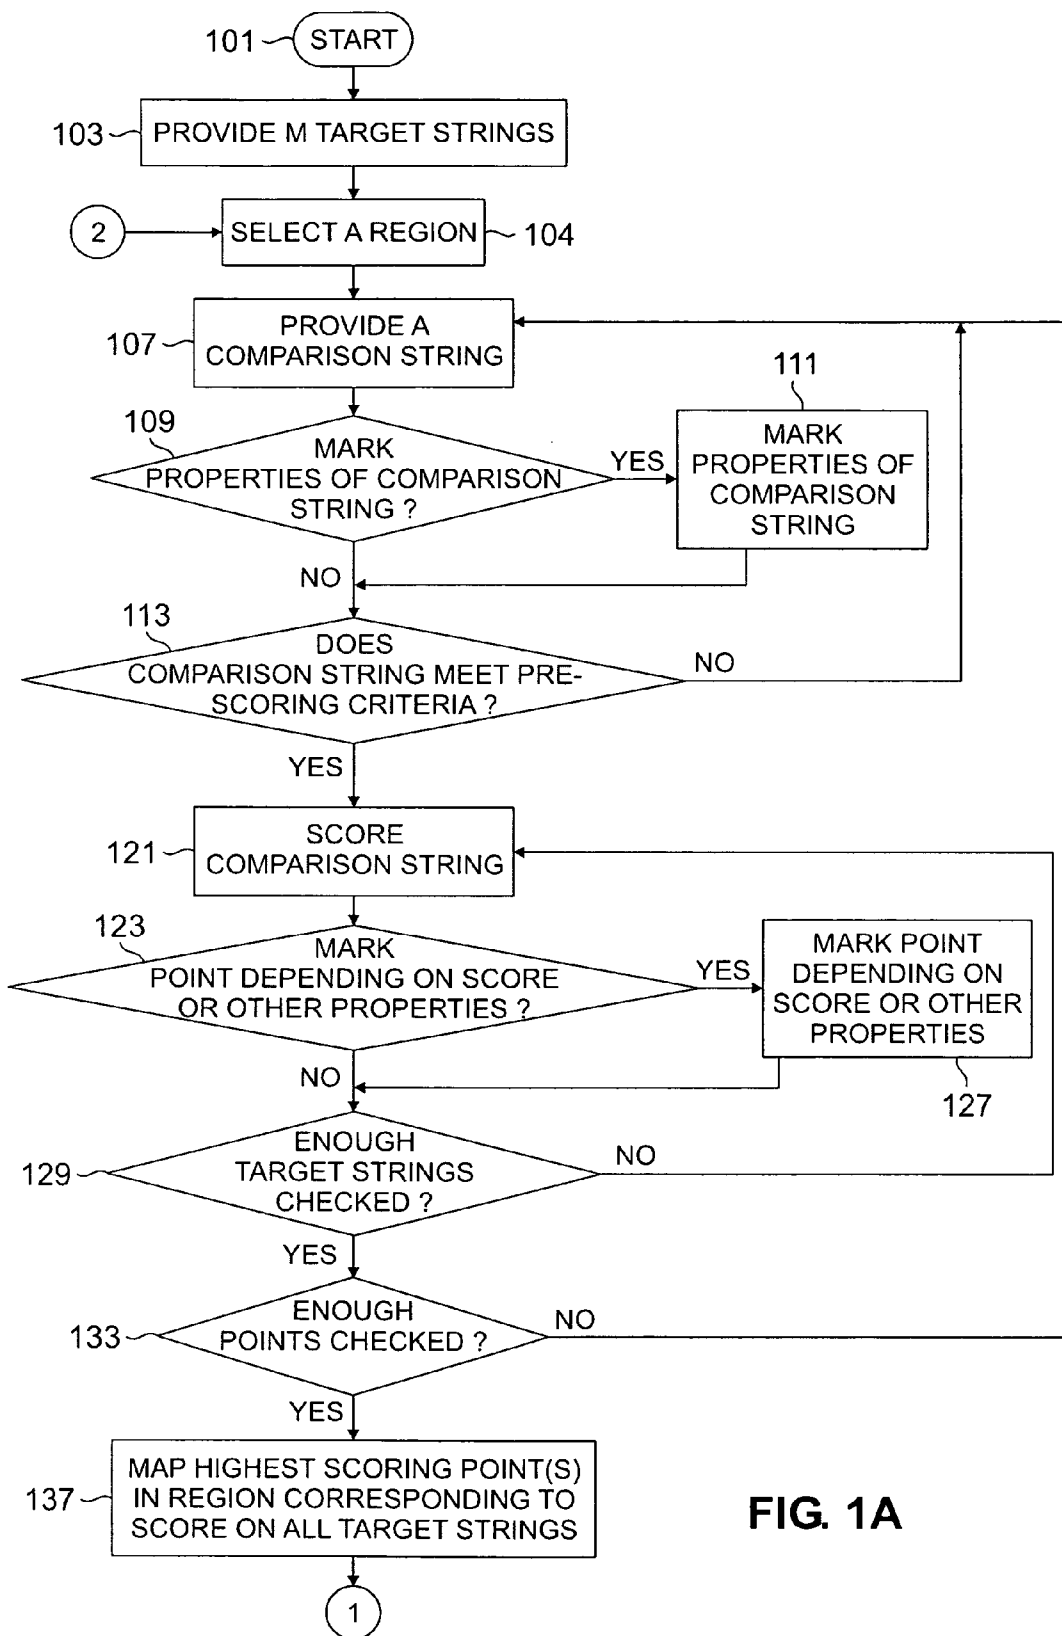 101
START
103
PROVIDE M TARGET STRINGS
2
SELECT A REGION
104
107
PROVIDE A
COMPARISON STRING
109
MARK
PROPERTIES OF COMPARISON
STRING ?
YES
111
MARK
PROPERTIES OF
COMPARISON
STRING
NO
113
DOES
COMPARISON STRING MEET PRE-
SCORING CRITERIA ?
NO
YES
121
SCORE
COMPARISON STRING
123
MARK
POINT DEPENDING ON SCORE
OR OTHER PROPERTIES ?
YES
MARK POINT
DEPENDING ON
SCORE OR OTHER
PROPERTIES
127
NO
129
ENOUGH
TARGET STRINGS
CHECKED ?
NO
YES
133
ENOUGH
POINTS CHECKED ?
NO
YES
137
MAP HIGHEST SCORING POINT(S)
IN REGION CORRESPONDING TO
SCORE ON ALL TARGET STRINGS
FIG. 1A
1